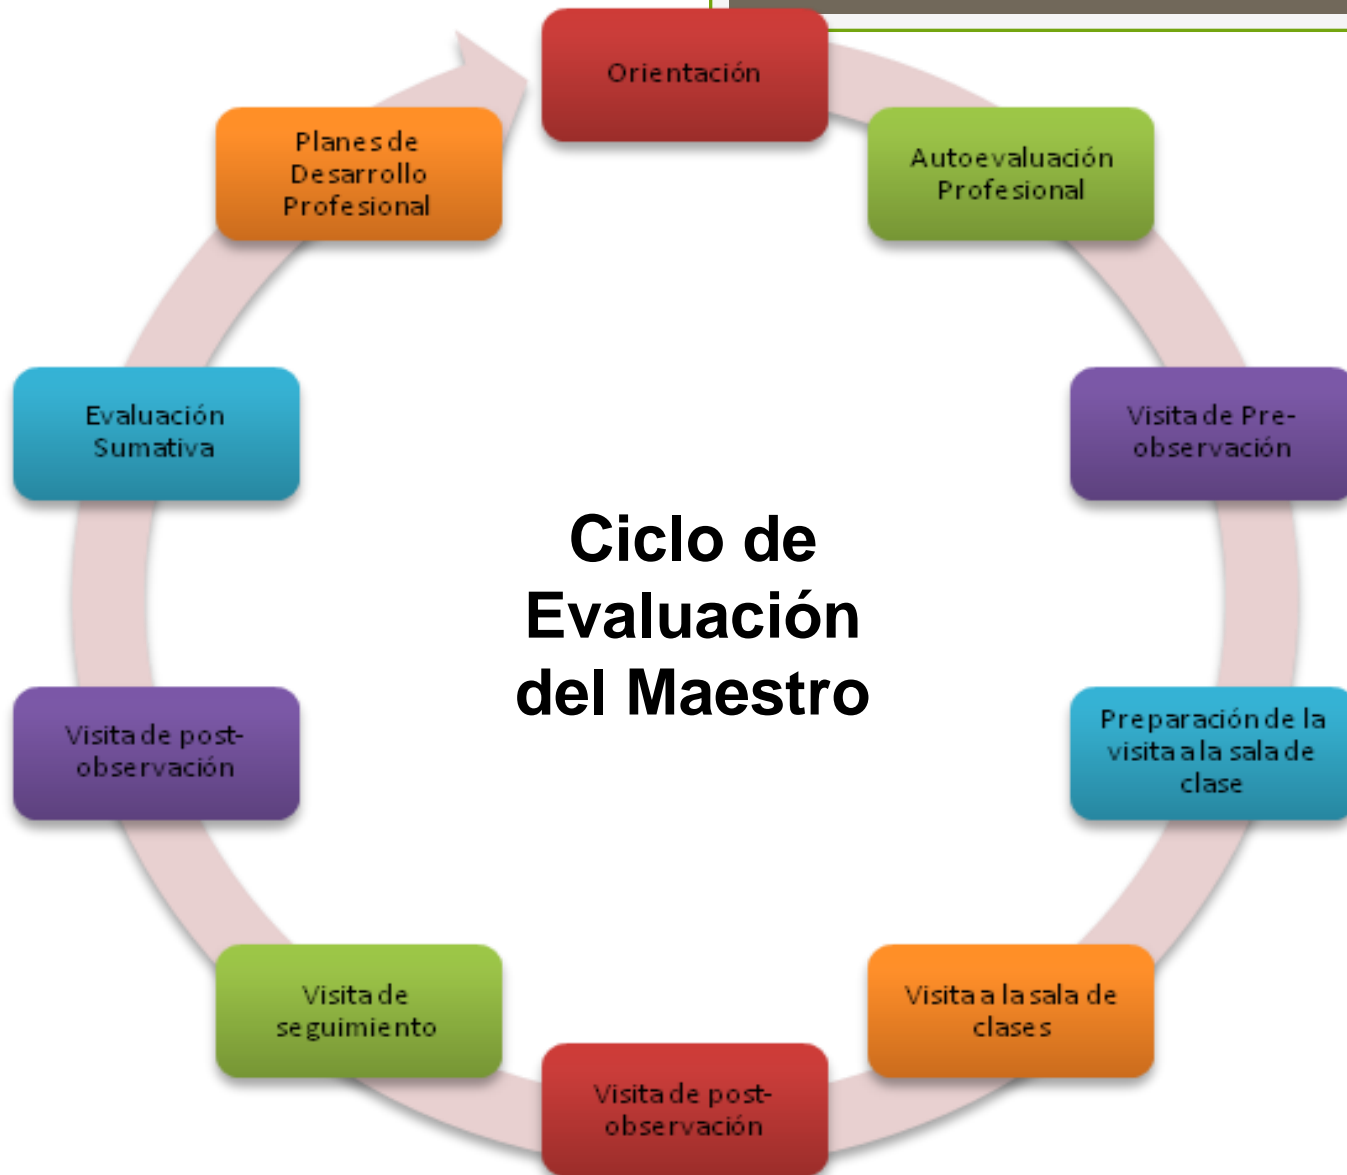 Orientación
Autoevaluación
Profesional
Visita de Pre-
observación
Preparación de la
visita a la sala de
clase
Visita a la sala de
clases
Visita de post-
observación
Visita de
seguimiento
Visita de post-
observación
Evaluación
Sumativa
Planes de
Desarrollo
Profesional
Ciclo de
Evaluación
del Maestro